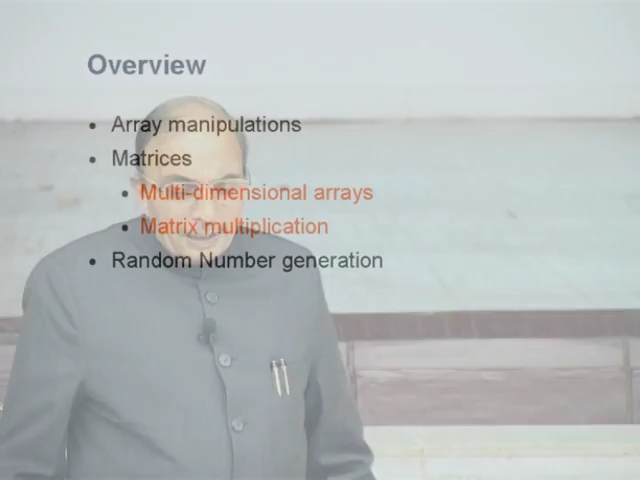 Overview
• Array manipulations
• Matrices
• Multi-dimensional arrays
• Matrix multiplication
• Random Number generation